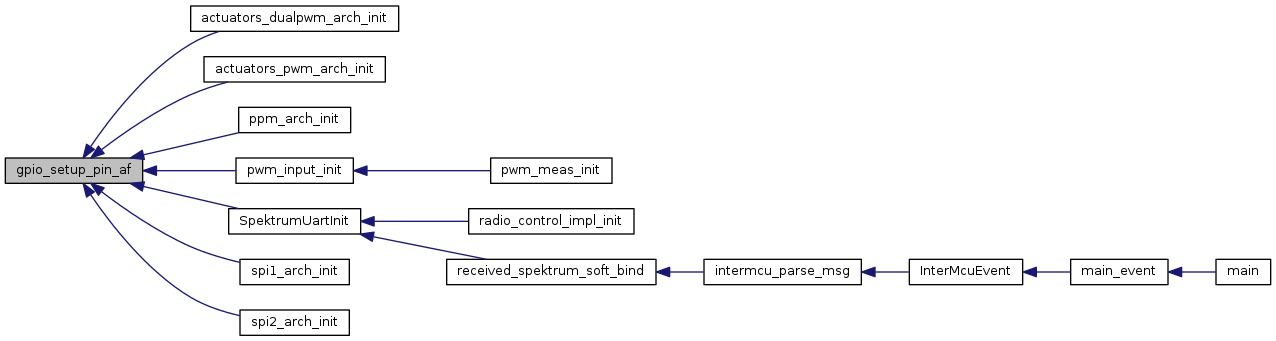 actuators_dualpwm_arch_init
actuators_pwm_arch_init
ppm_arch_init
gpio_setup_pin_af
pwm_input_init
pwm_meas_init
SpektrumUartInit
radio_control_impl_init
spi1_arch_init
received_spektrum_soft_bind
intermcu_parse_msg
InterMcuEvent
main_event
main
spi2_arch_init